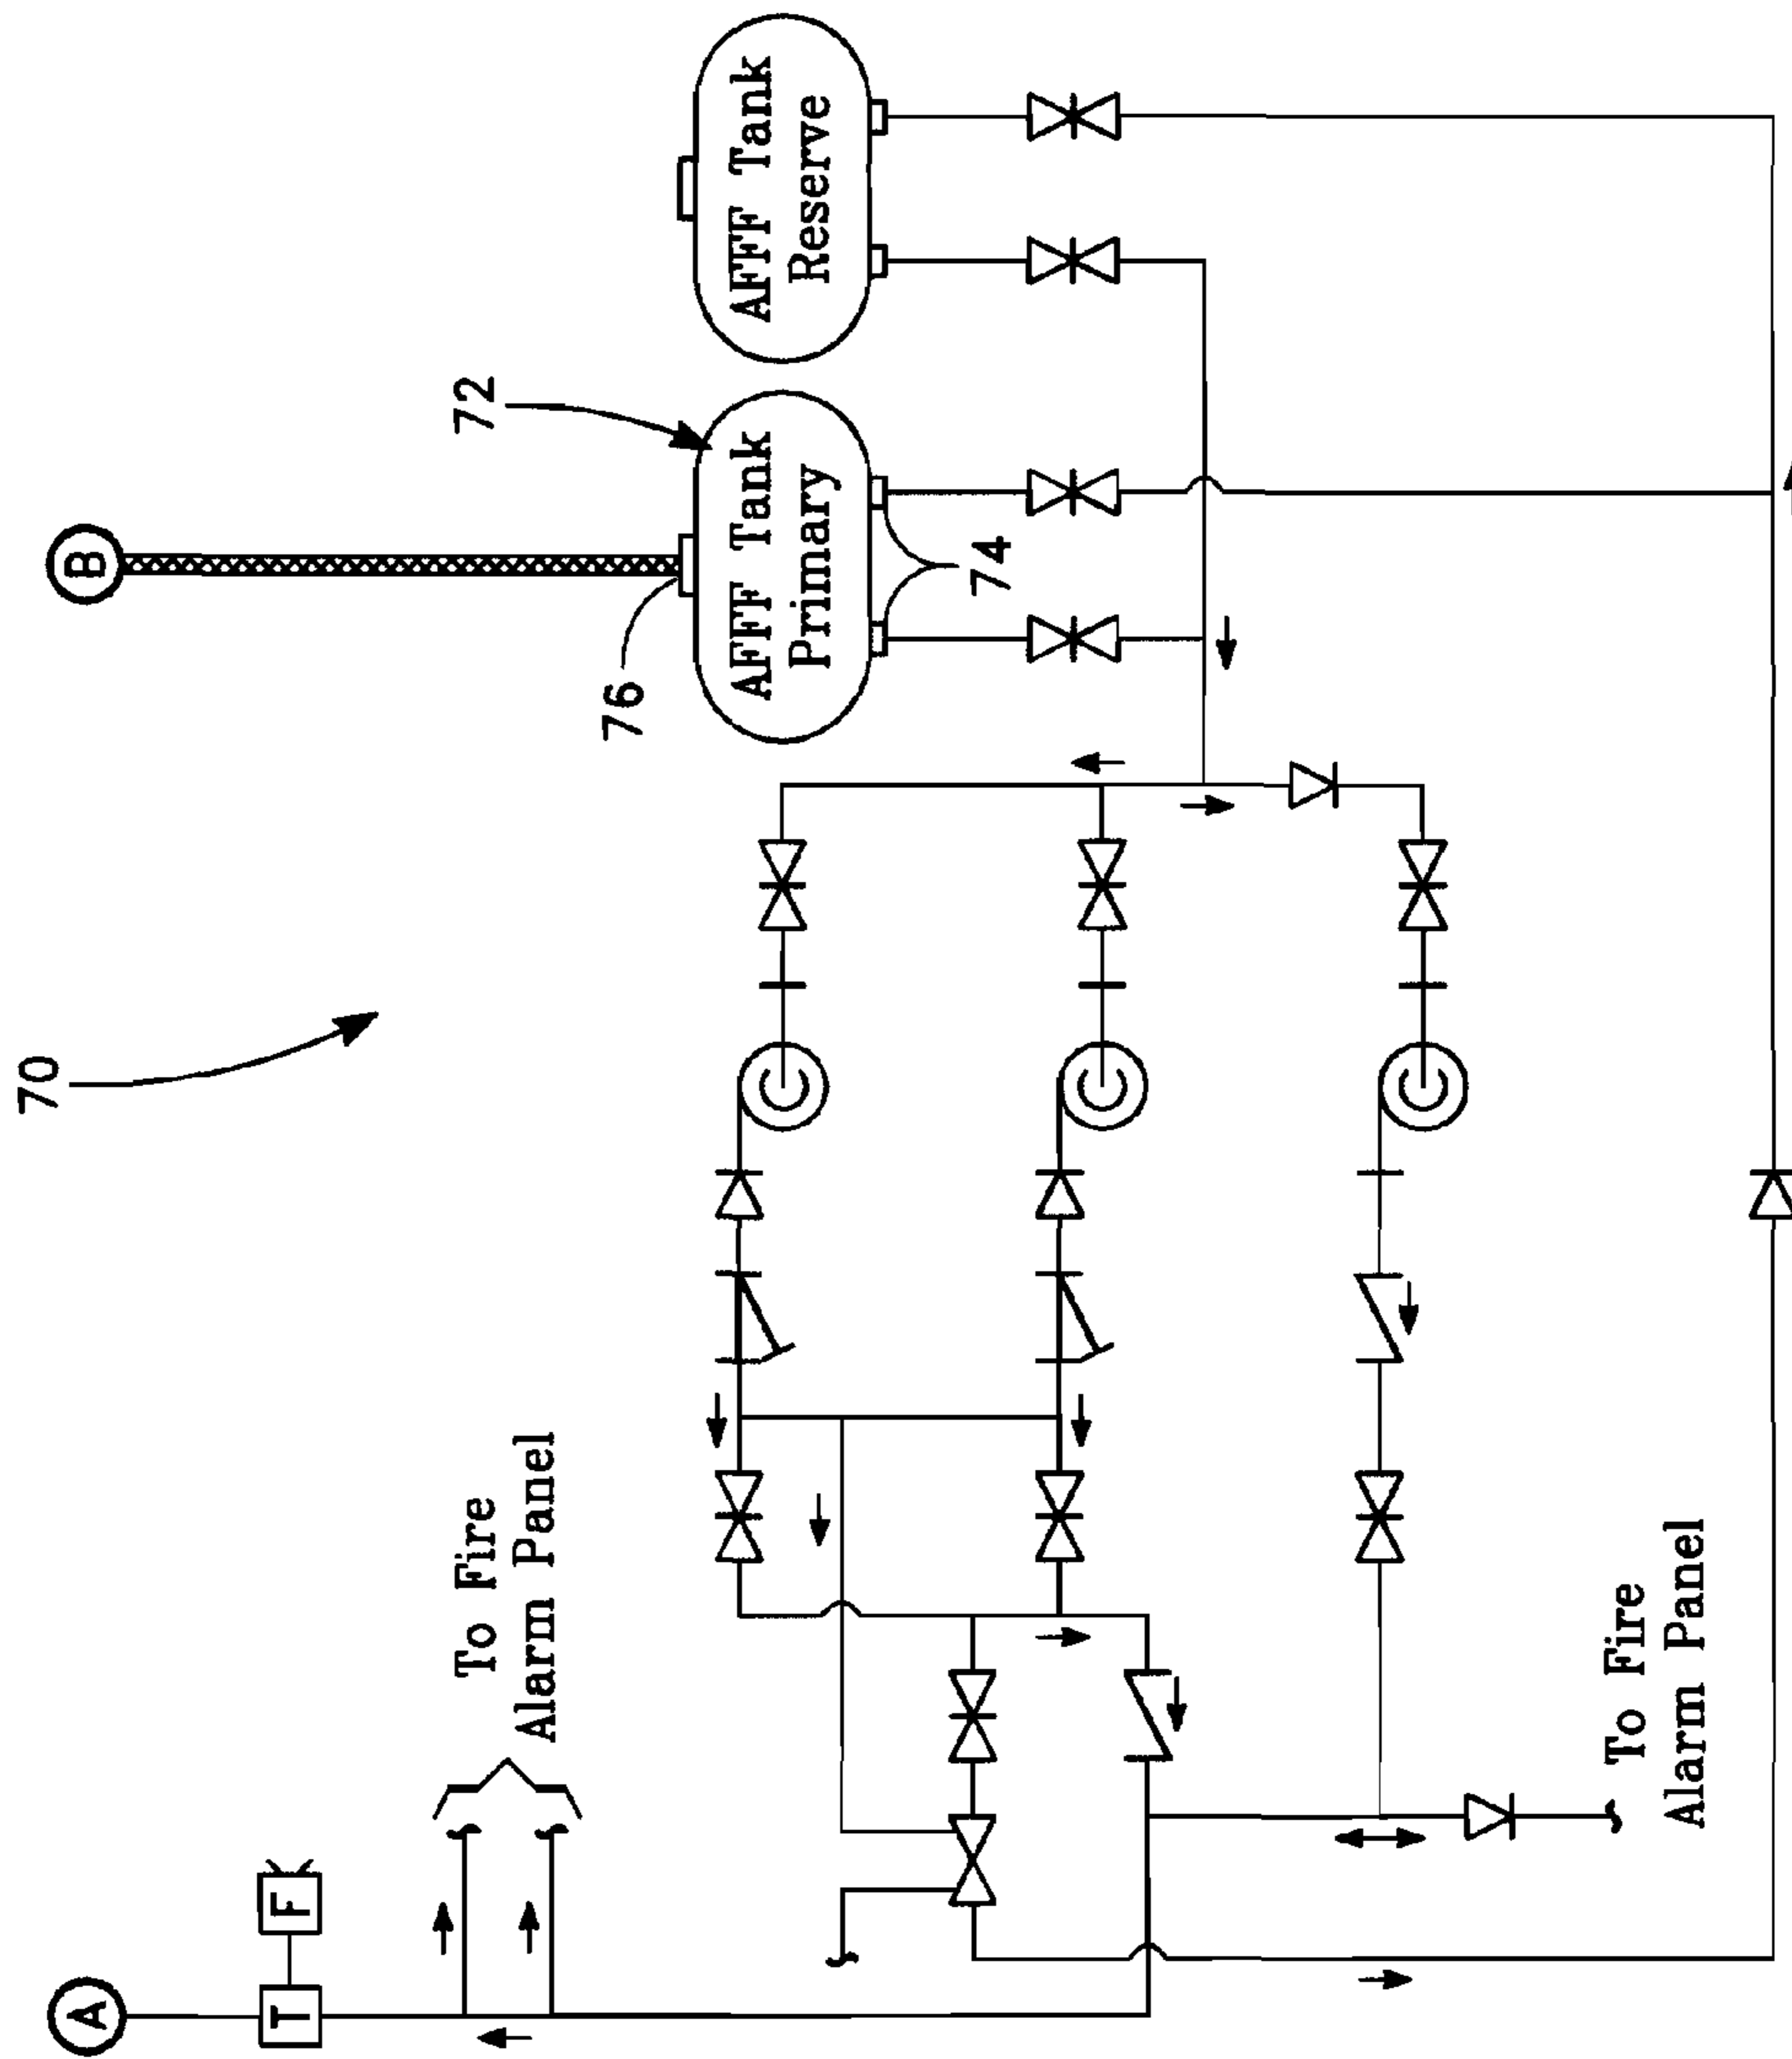 70
A
T
F
To Fire
Alarm Panel
B
72
76
AFFF Tank
Primary
74
AFFF Tank
Reserve
To Fire
Alarm Panel